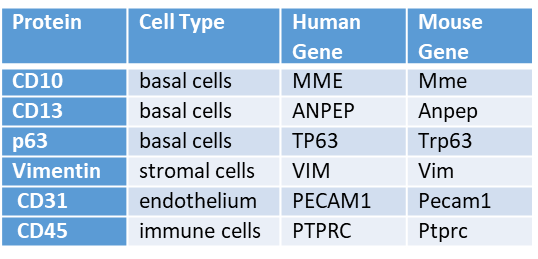 Protein Cell Type Human Gene Mouse Gene
CD10 basal cells MME Mme
CD13 basal cells ANPEP Anpep
p63 basal cells TP63 Trp63
Vimentin stromal cells VIM Vim
CD31 endothelium PECAM1 Pecam1
CD45 immune cells PTPRC Ptprc